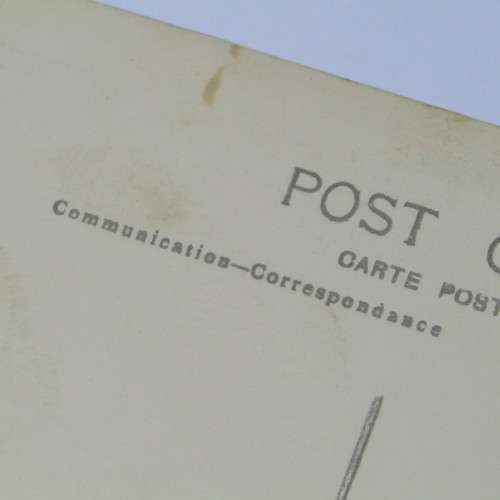 POST
CARTE POST
Communication—Correspondance